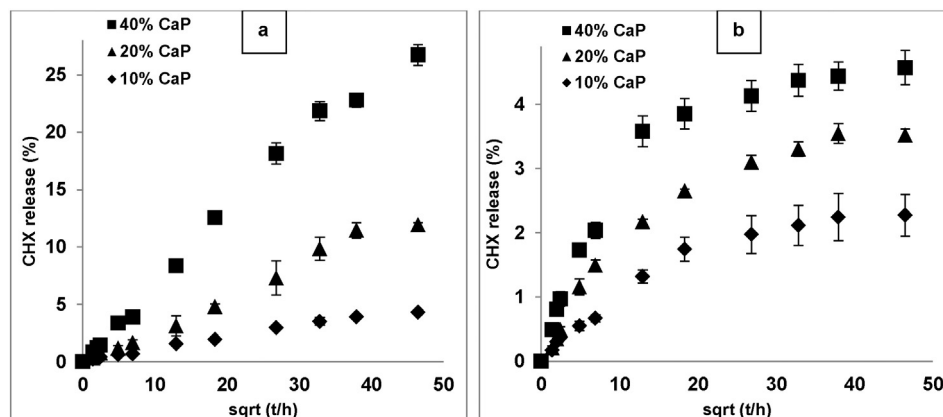 a
40% CaP
20% CaP
10% CaP
CHX release (%)
25
20
15
10
5
0
0 10 20 30 40 50
sqrt (t/h)
b
40% CaP
20% CaP
10% CaP
CHX release (%)
4
3
2
1
0
0 10 20 30 40 50
sqrt (t/h)